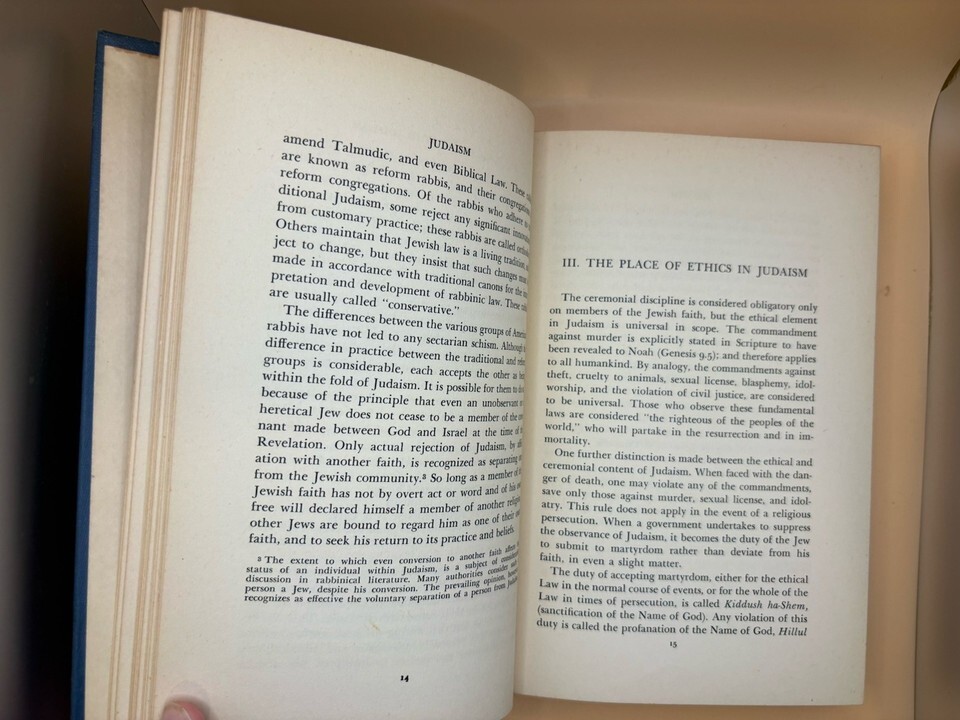 JUDAISM
amend Talmudic, and even Biblical Law. These
are known as reform rabbis, and their congregations
reform congregations. Of the rabbis who adhere
ditional Judaism, some reject any significant
from customary practice; these rabbis are called
Others maintain that Jewish law is a living tradition,
ject to change, but they insist that such changes
made in accordance with traditional canons for the
pretation and development of rabbinic law. These
are usually called "conservative."
The differences between the various groups of
rabbis have not led to any sectarian schism. Although
difference in practice between the traditional and
groups is considerable, each accepts the other as
within the fold of Judaism. It is possible for them to
because of the principle that even an unobservant
heretical Jew does not cease to be a member of the
nant made between God and Israel at the time of
Revelation. Only actual rejection of Judaism, by
ation with another faith, is recognized as separating
from the Jewish community.² So long as a member of
Jewish faith has not by overt act or word and of his
free will declared himself a member of another
other Jews are bound to regard him as one of their
faith, and to seek his return to its practice and beliefs.
² The extent to which even conversion to another faith
status of an individual within Judaism, is a subject of
discussion in rabbinical literature. Many authorities consider
person a Jew, despite his conversion. The prevailing opinion,
recognizes as effective the voluntary separation of a person from
14
III. THE PLACE OF ETHICS IN JUDAISM
The ceremonial discipline is considered obligatory only
on members of the Jewish faith, but the ethical element
in Judaism is universal in scope. The commandment
against murder is explicitly stated in Scripture to have
been revealed to Noah (Genesis 9.5); and therefore applies
to all humankind. By analogy, the commandments against
theft, cruelty to animals, sexual license, blasphemy, idol-
worship, and the violation of civil justice, are considered
to be universal. Those who observe these fundamental
laws are considered "the righteous of the peoples of the
world," who will partake in the resurrection and in im-
mortality.
One further distinction is made between the ethical and
ceremonial content of Judaism. When faced with the dan-
ger of death, one may violate any of the commandments,
save only those against murder, sexual license, and idol-
atry. This rule does not apply in the event of a religious
persecution. When a government undertakes to suppress
the observance of Judaism, it becomes the duty of the Jew
to submit to martyrdom rather than deviate from his
faith, in even a slight matter.
The duty of accepting martyrdom, either for the ethical
Law in the normal course of events, or for the whole of the
Law in times of persecution, is called Kiddush ha-Shem,
(sanctification of the Name of God). Any violation of this
duty is called the profanation of the Name of God, Hillul
15